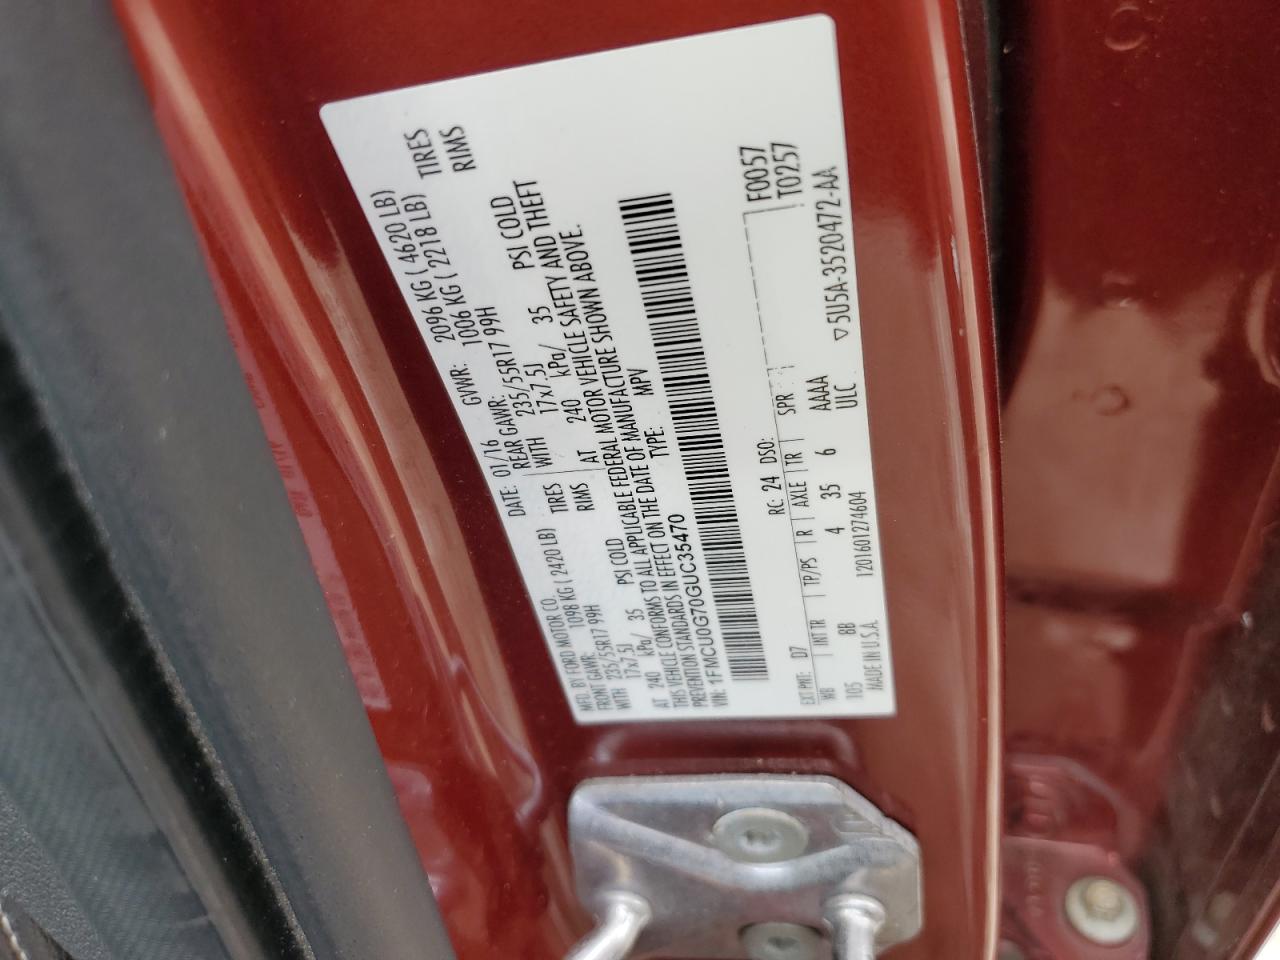 MFD. BY FORD MOTOR CO.
DATE: 01/16 GVWR: 2096 KG ( 4620 LB)
FRONT GAWR: 1098 KG ( 2420 LB) REAR GAWR: 1006 KG ( 2218 LB)
WITH 235/55R17 99H TIRES WITH 235/55R17 99H TIRES
17x7.5J RIMS 17x7.5J RIMS
AT 240 kPa/ 35 PSI COLD AT 240 kPa/ 35 PSI COLD
THIS VEHICLE CONFORMS TO ALL APPLICABLE FEDERAL MOTOR VEHICLE SAFETY AND THEFT
PREVENTION STANDARDS IN EFFECT ON THE DATE OF MANUFACTURE SHOWN ABOVE.
VIN: 1FMCU0G70GUC35470 TYPE: MPV
F0057
T0257
EXT PNT: D7 RC: 24 DSO:
WB INT TR TP/PS R AXLE TR SPR
105 8B 4 35 6 AAAA
ULC
MADE IN U.S.A. 1201601274604
▽5U5A-3520472-AA